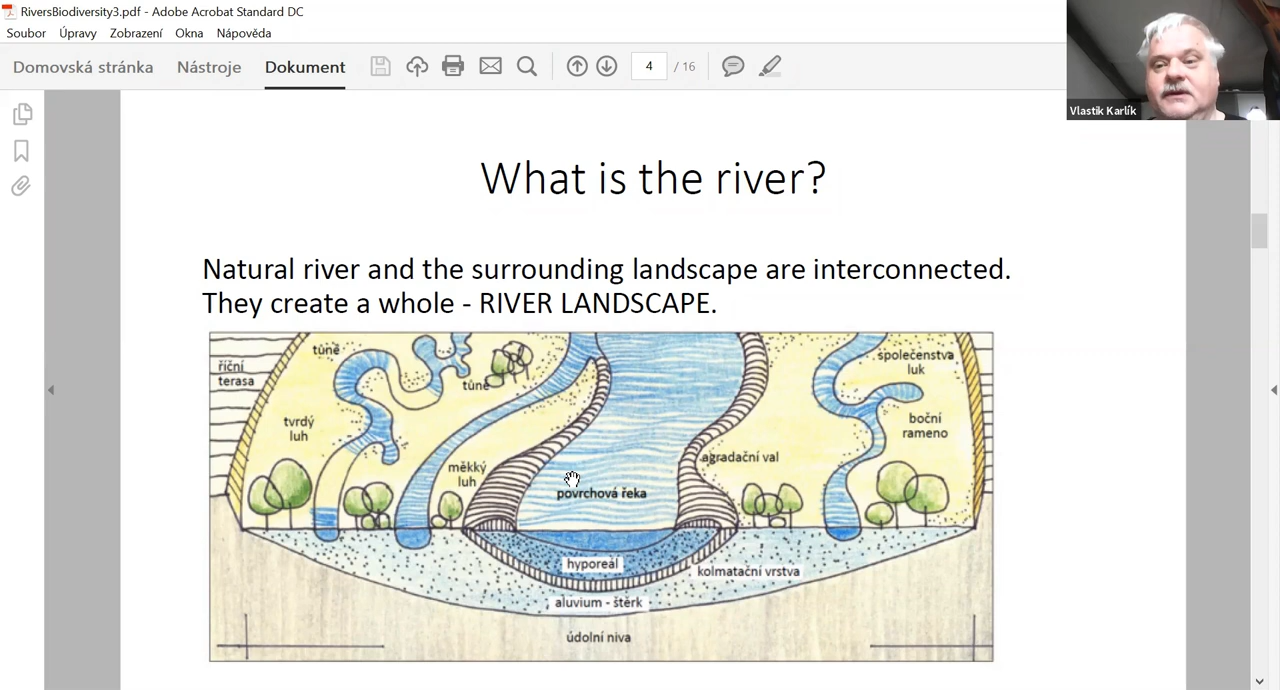 RiversBiodiversity3.pdf - Adobe Acrobat Standard DC
Soubor Úpravy Zobrazení Okna Nápověda
Domovská stránka Nástroje Dokument 4 / 16
Vlastik Karlík
What is the river?
Natural river and the surrounding landscape are interconnected.
They create a whole - RIVER LANDSCAPE.
říční
terasa
tůně
tůně
tvrdý
luh
měkký
luh
povrchová řeka
agradační val
společenstva
luk
boční
rameno
hyporeál
kolmatační vrstva
aluvium - štěrk
údolní niva